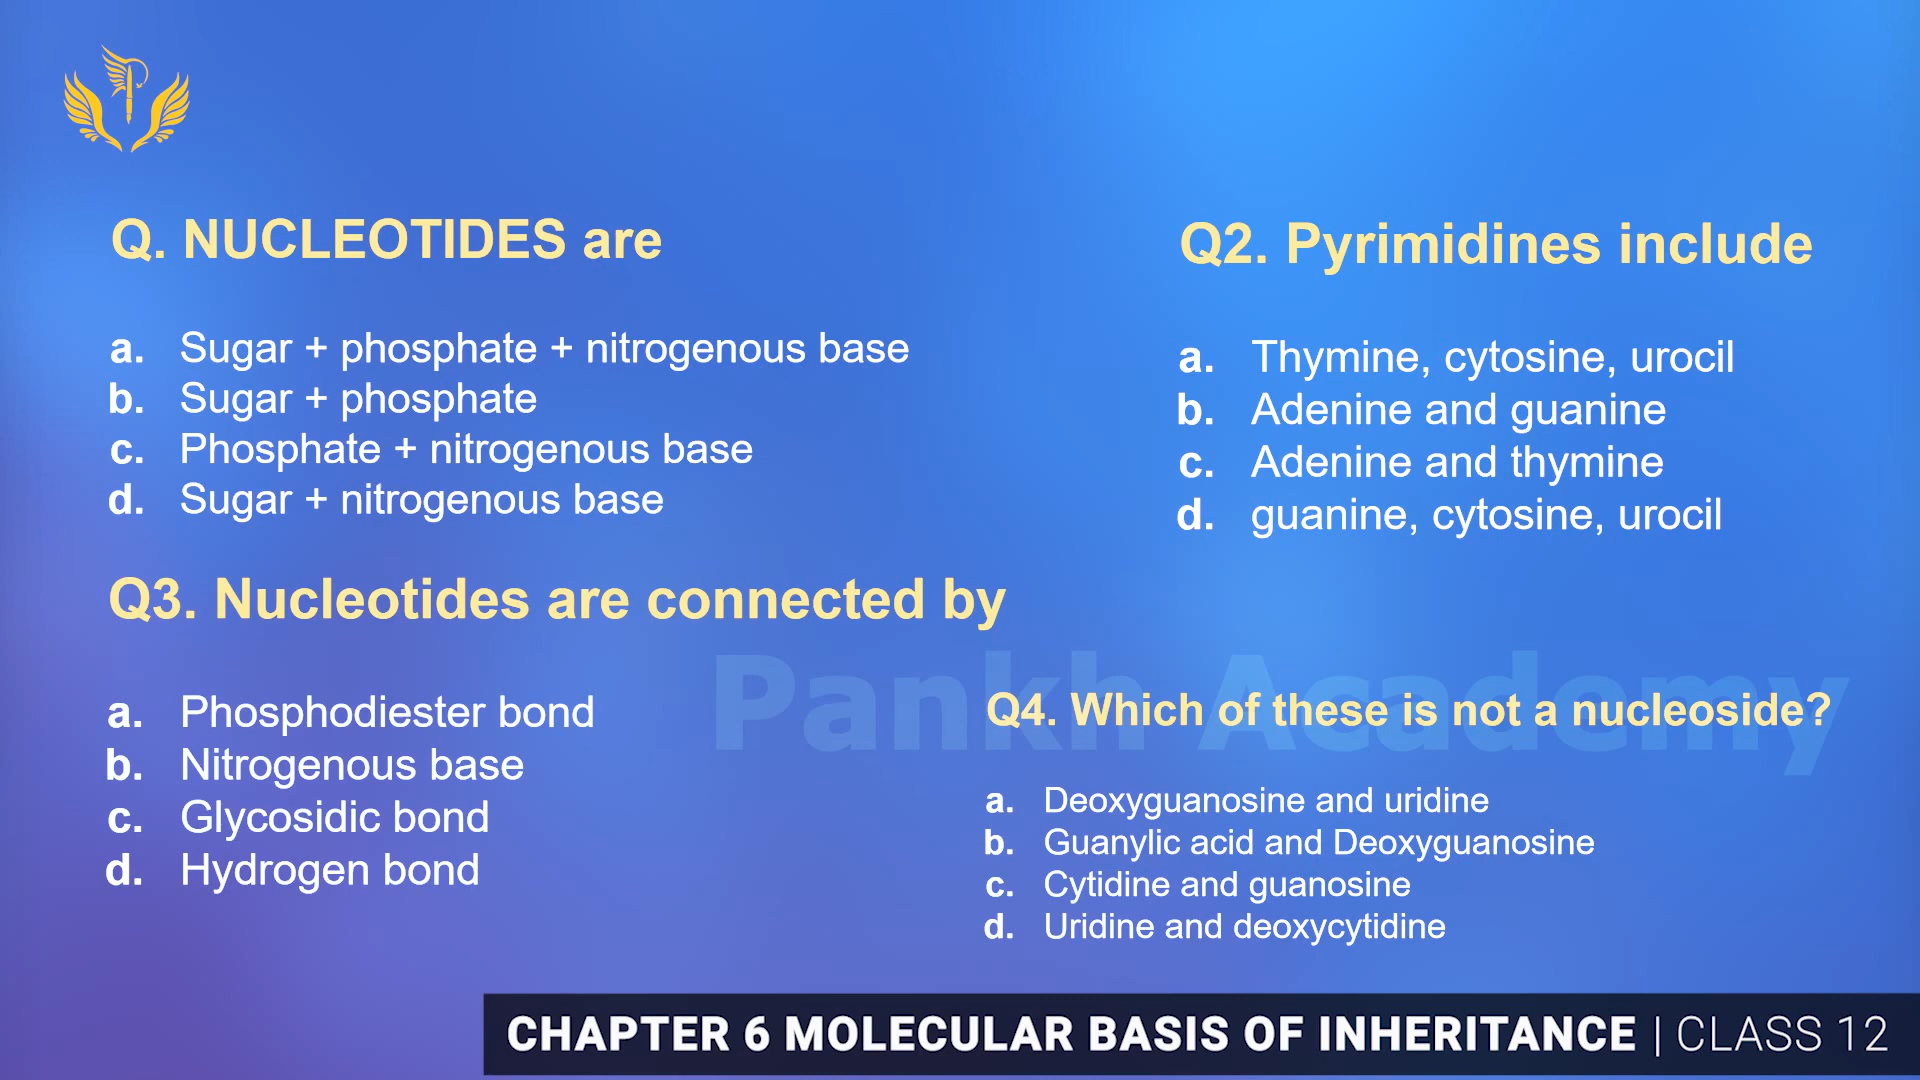 Q. NUCLEOTIDES are
a. Sugar + phosphate + nitrogenous base
b. Sugar + phosphate
c. Phosphate + nitrogenous base
d. Sugar + nitrogenous base
Q2. Pyrimidines include
a. Thymine, cytosine, urocil
b. Adenine and guanine
c. Adenine and thymine
d. guanine, cytosine, urocil
Q3. Nucleotides are connected by
a. Phosphodiester bond
b. Nitrogenous base
c. Glycosidic bond
d. Hydrogen bond
Pankh Academy
Q4. Which of these is not a nucleoside?
a. Deoxyguanosine and uridine
b. Guanylic acid and Deoxyguanosine
c. Cytidine and guanosine
d. Uridine and deoxycytidine
CHAPTER 6 MOLECULAR BASIS OF INHERITANCE | CLASS 12